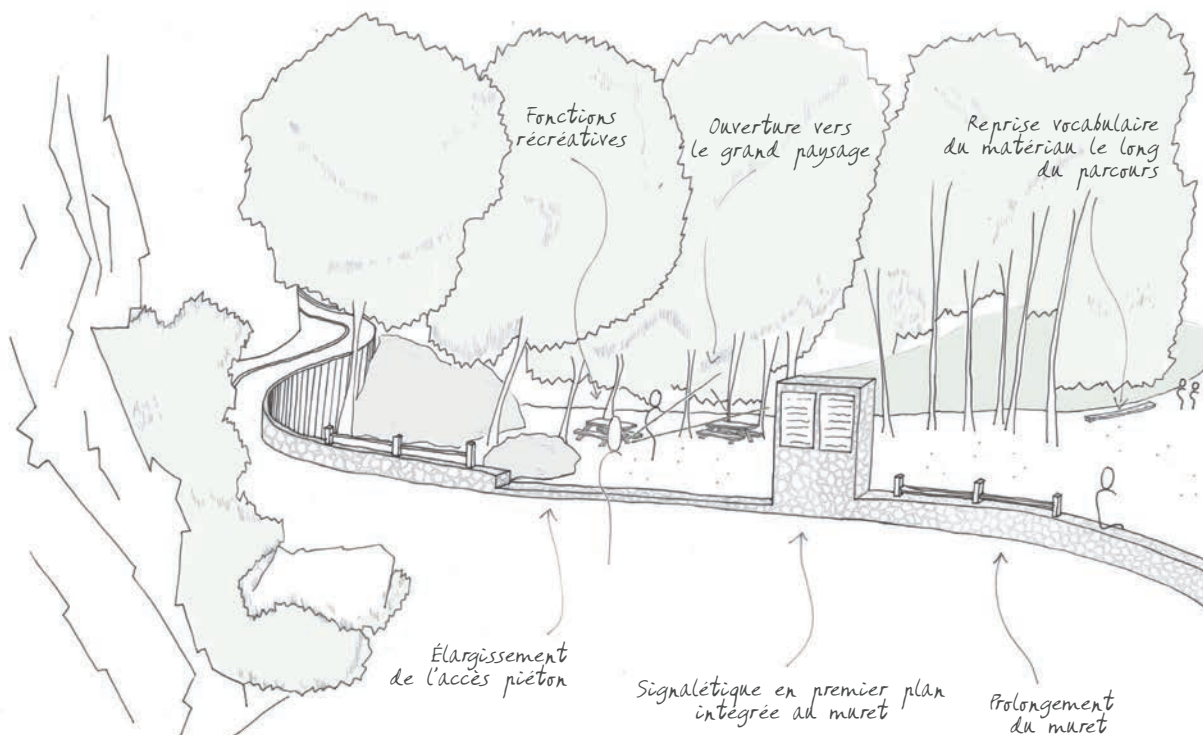 Fonctions
récréatives
Ouverture vers
le grand paysage
Reprise vocabulaire
du matériau le long
du parcours
Élargissement
de l'accès piéton
Signalétique en premier plan
intégrée au muret
Prolongement
du muret